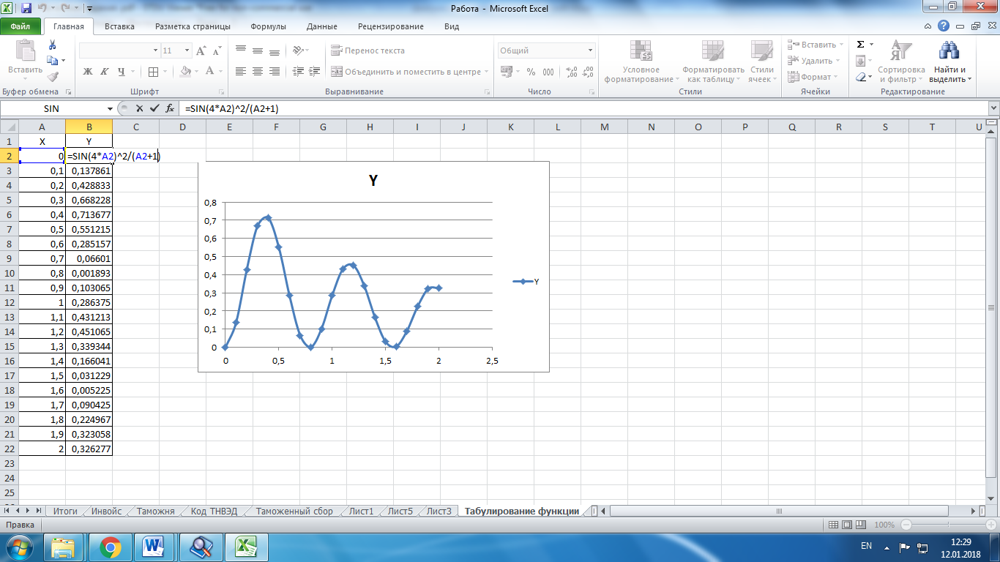 Работа - Microsoft Excel
Файл Главная Вставка Разметка страницы Формулы Данные Рецензирование Вид
Вставить
Буфер обмена
11
Ж К Ч
А
Шрифт
Перенос текста
Объединить и поместить в центре
Выравнивание
Общий
% 000
Число
Условное форматирование
Форматировать как таблицу
Стили ячеек
Стили
Вставить
Удалить
Формат
Ячейки
Σ
Сортировка и фильтр
Найти и выделить
Редактирование
SIN fx =SIN(4*A2)^2/(A2+1)
A B C D E F G H I J K L M N O P Q R S T U
1 X Y
2 0 =SIN(4*A2)^2/(A2+1)
3 0,1 0,137861
4 0,2 0,428833
5 0,3 0,668228
6 0,4 0,713677
7 0,5 0,551215
8 0,6 0,285157
9 0,7 0,06601
10 0,8 0,001893
11 0,9 0,103065
12 1 0,286375
13 1,1 0,431213
14 1,2 0,451065
15 1,3 0,339344
16 1,4 0,166041
17 1,5 0,031229
18 1,6 0,005225
19 1,7 0,090425
20 1,8 0,224967
21 1,9 0,323058
22 2 0,326277
23
24
25
Y
0,8
0,7
0,6
0,5
0,4
0,3
0,2
0,1
0
0 0,5 1 1,5 2 2,5
Y
Итоги Инвойс Таможня Код ТНВЭД Таможенный сбор Лист1 Лист5 Лист3 Табулирование функции
Правка 100%
EN 12:29
12.01.2018